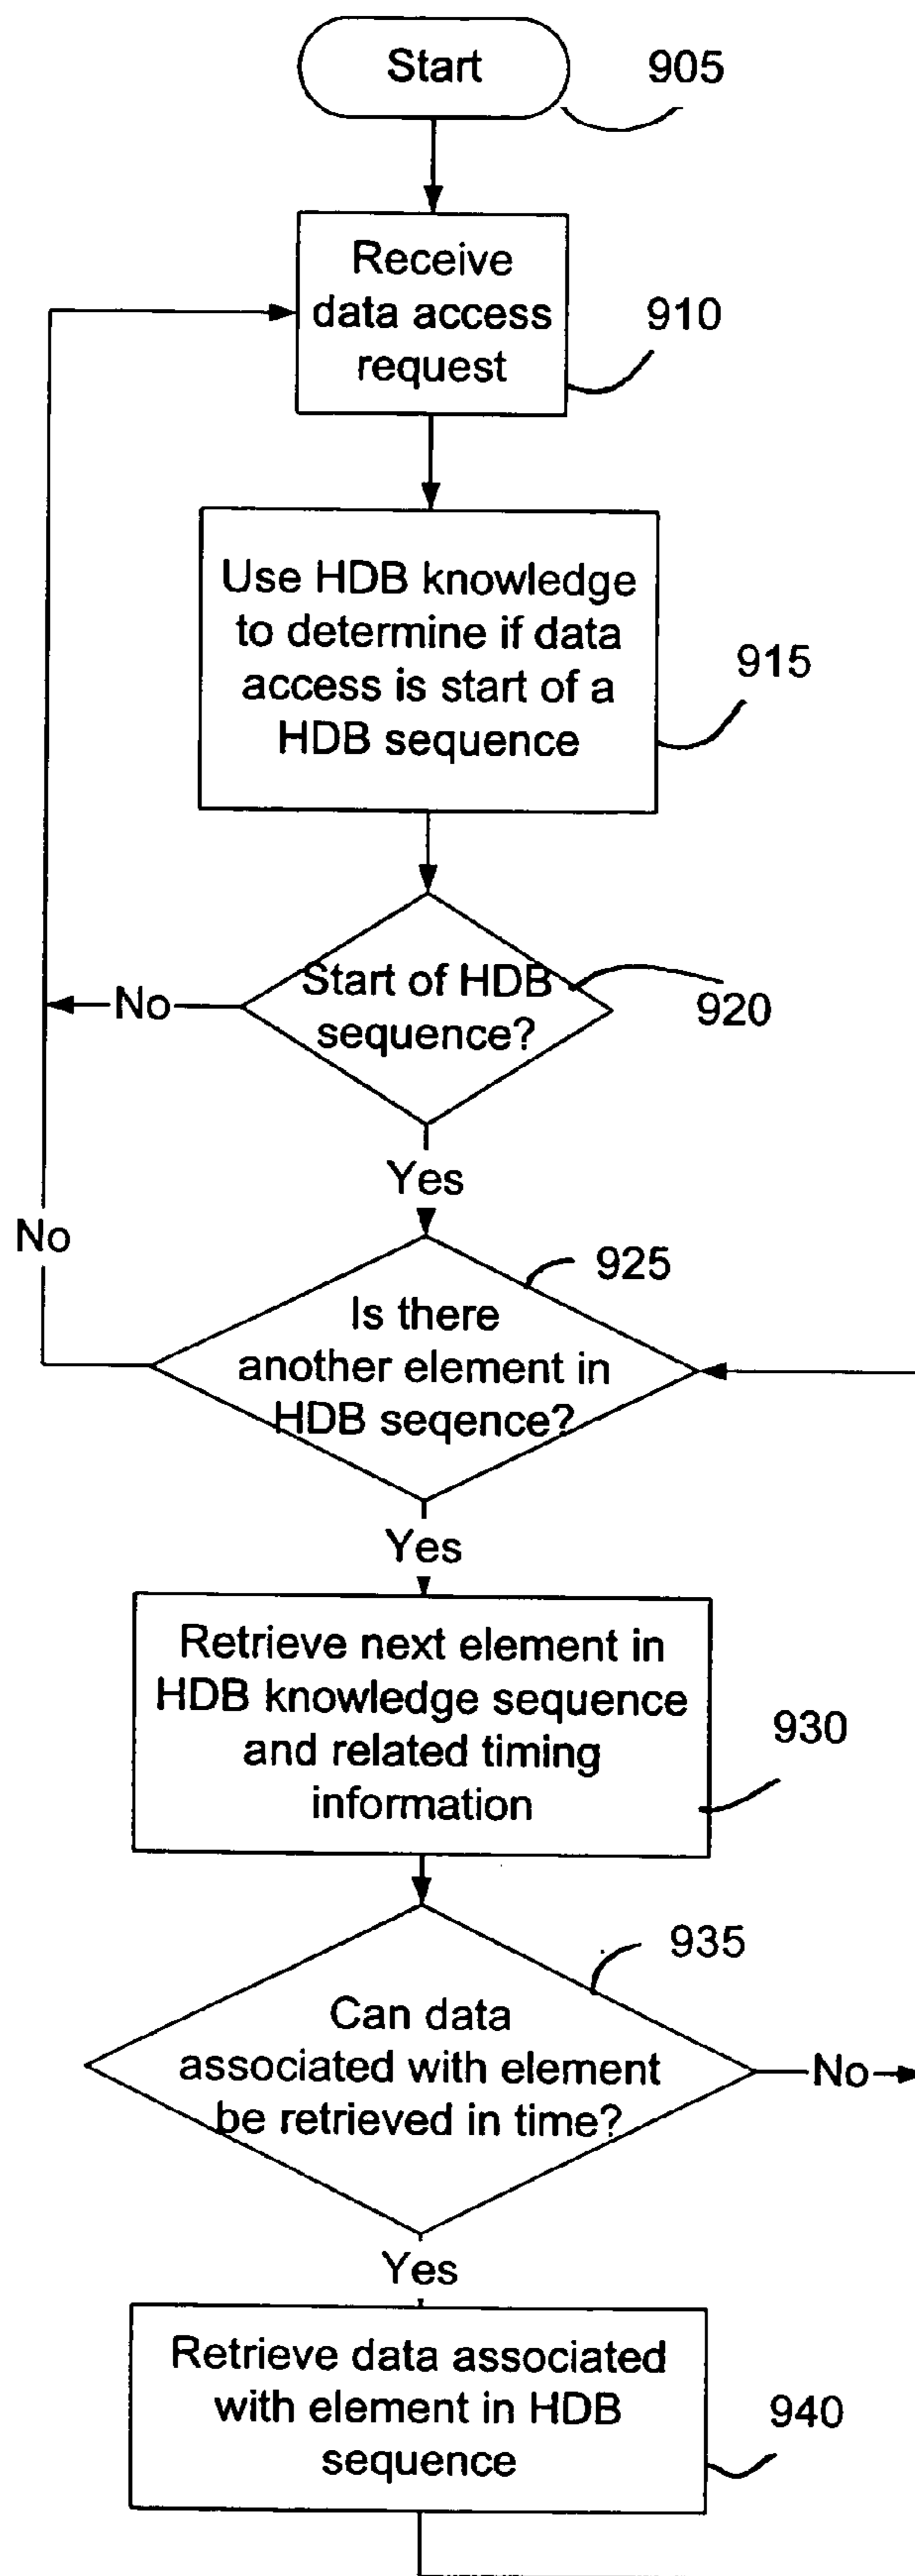 Start
905
Receive
data access
request
910
Use HDB knowledge
to determine if data
access is start of a
HDB sequence
915
Start of HDB
sequence?
920
No
Yes
No
925
Is there
another element in
HDB seqence?
Yes
Retrieve next element in
HDB knowledge sequence
and related timing
information
930
935
Can data
associated with element
be retrieved in time?
No
Yes
Retrieve data associated
with element in HDB
sequence
940